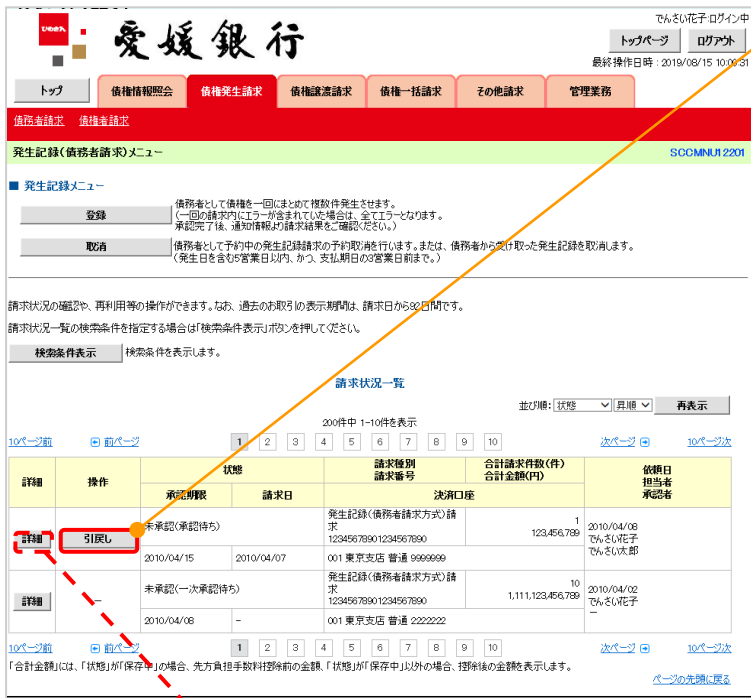 でんさい花子:ログイン中
ひめぎん
愛媛銀行
トップページ ログアウト
最終操作日時：2019/08/15 10:09:31
トップ 債権情報照会 債権発生請求 債権譲渡請求 債権一括請求 その他請求 管理業務
債務者請求 債権者請求
発生記録(債務者請求)メニュー SCCMNU12201
■ 発生記録メニュー
登録 債務者として債権を一回にまとめて複数件発生させます。
(一回の請求内にエラーが含まれていた場合は、全てエラーとなります。
承認完了後、通知情報より請求結果をご確認ください。)
取消 債務者として予約中の発生記録請求の予約取消を行います。または、債務者から受け取った発生記録を取消します。
(発生日を含む5営業日以内、かつ、支払期日の3営業日前まで。)
請求状況の確認や、再利用等の操作ができます。なお、過去のお取引の表示期間は、請求日から92日間です。
請求状況一覧の検索条件を指定する場合は「検索条件表示」ボタンを押してください。
検索条件表示 検索条件を表示します。
請求状況一覧
並び順: 状態 昇順 再表示
200件中 1-10件を表示
10ページ前 前ページ 1 2 3 4 5 6 7 8 9 10 次ページ 10ページ次
詳細 操作 状態 請求種別 合計請求件数(件) 依頼日
請求番号 合計金額(円) 担当者
承認期限 請求日 決済口座 承認者
詳細 引戻し 未承認(承認待ち) 発生記録(債務者請求方式)請求 1 2010/04/08
12345678901234567890 123,456,789 でんさい花子
2010/04/15 2010/04/07 001 東京支店 普通 9999999 でんさい太郎
詳細 - 未承認(一次承認待ち) 発生記録(債務者請求方式)請求 10 2010/04/02
12345678901234567890 1,111,123,456,789 でんさい花子
2010/04/08 - 001 東京支店 普通 2222222 -
10ページ前 前ページ 1 2 3 4 5 6 7 8 9 10 次ページ 10ページ次
「合計金額」には、「状態」が「保存中」の場合、先方負担手数料控除前の金額、「状態」が「保存中」以外の場合、控除後の金額を表示します。
ページの先頭に戻る